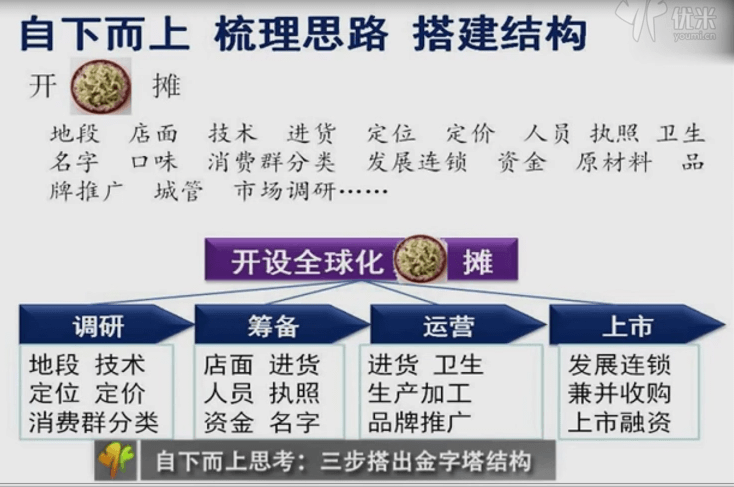 优米
youmi.cn
自下而上 梳理思路 搭建结构
开 摊
地段 店面 技术 进货 定位 定价 人员 执照 卫生
名字 口味 消费群分类 发展连锁 资金 原材料 品
牌推广 城管 市场调研……
开设全球化 摊
调研 筹备 运营 上市
地段 技术 店面 进货 进货 卫生 发展连锁
定位 定价 人员 执照 生产加工 兼并收购
消费群分类 资金 名字 品牌推广 上市融资
自下而上思考：三步搭出金字塔结构